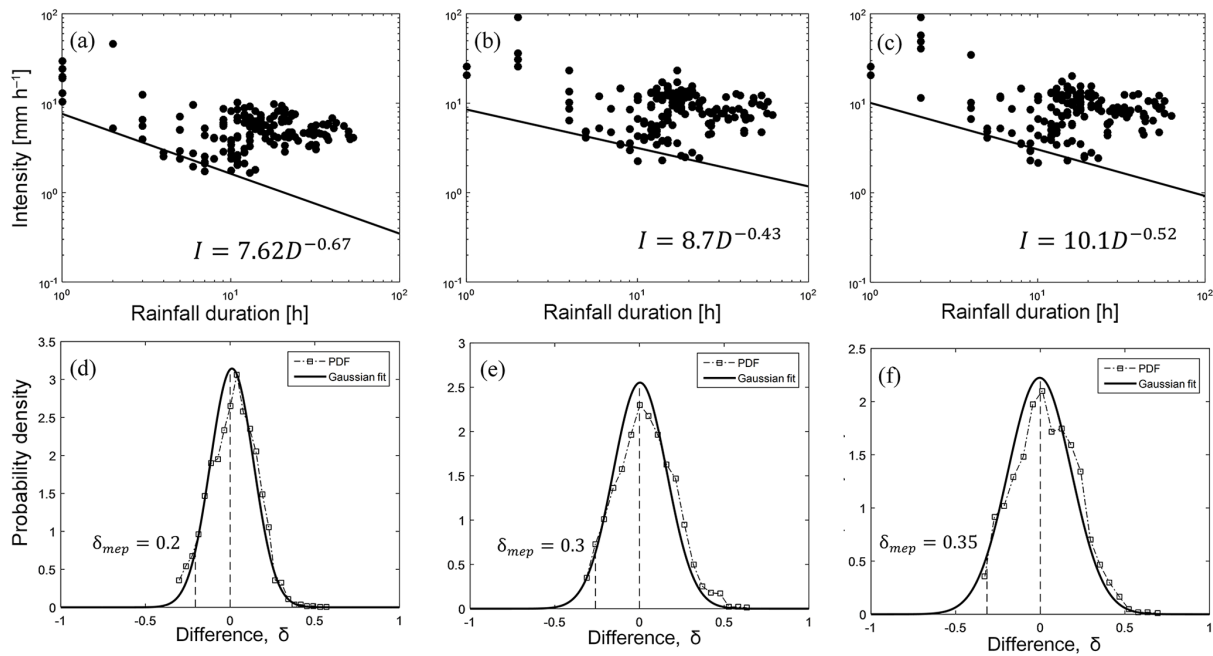 (a)
10²
10¹
10⁰
10⁻¹
Intensity [mm h⁻¹]
I = 7.62D⁻⁰·⁶⁷
10⁰ 10¹ 10²
Rainfall duration [h]
(b)
10²
10¹
10⁰
10⁻¹
I = 8.7D⁻⁰·⁴³
10⁰ 10¹ 10²
Rainfall duration [h]
(c)
10²
10¹
10⁰
10⁻¹
I = 10.1D⁻⁰·⁵²
10⁰ 10¹ 10²
Rainfall duration [h]
(d)
3.5
3
2.5
2
1.5
1
0.5
0
Probability density
PDF
Gaussian fit
δmep = 0.2
-1 -0.5 0 0.5 1
Difference, δ
(e)
3
2.5
2
1.5
1
0.5
0
PDF
Gaussian fit
δmep = 0.3
-1 -0.5 0 0.5 1
Difference, δ
(f)
2.5
2
1.5
1
0.5
0
PDF
Gaussian fit
δmep = 0.35
-1 -0.5 0 0.5 1
Difference, δ